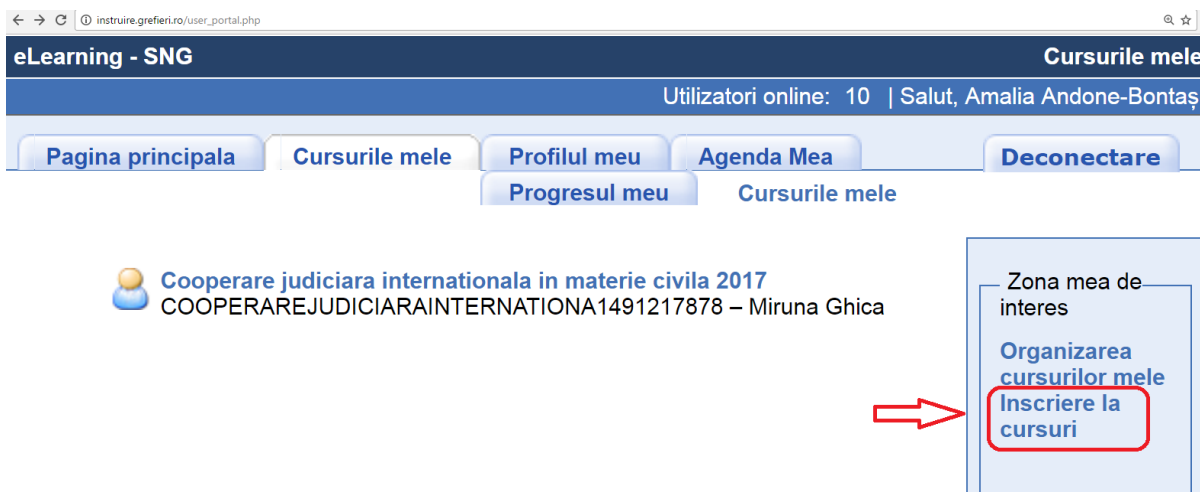 instruire.grefieri.ro/user_portal.php
eLearning - SNG
Cursurile mele
Utilizatori online: 10 | Salut, Amalia Andone-Bontaș
Pagina principala
Cursurile mele
Profilul meu
Agenda Mea
Deconectare
Progresul meu
Cursurile mele
Cooperare judiciara internationala in materie civila 2017
COOPERAREJUDICIARAINTERNATIONA1491217878 – Miruna Ghica
Zona mea de
interes
Organizarea
cursurilor mele
Inscriere la
cursuri